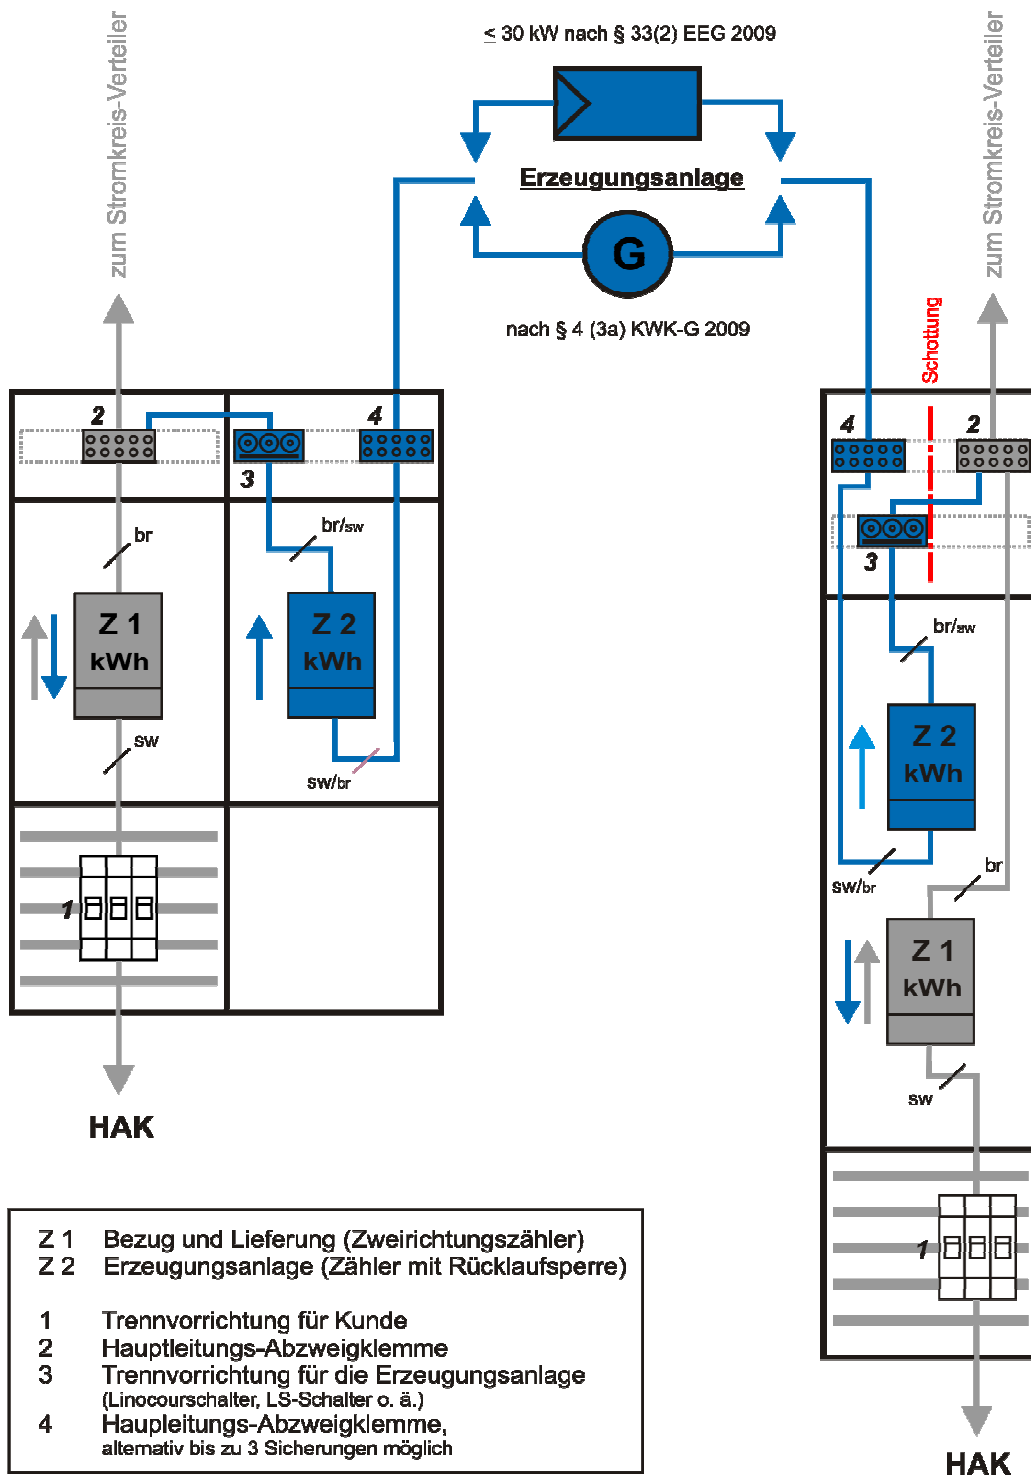 ≤ 30 kW nach § 33(2) EEG 2009
zum Stromkreis-Verteiler
zum Stromkreis-Verteiler
Erzeugungsanlage
G
nach § 4 (3a) KWK-G 2009
Schottung
2
4
3
4
2
3
br
br/sw
Z 1
kWh
Z 2
kWh
br/sw
sw
sw/br
Z 2
kWh
sw/br
br
1
Z 1
kWh
sw
HAK
1
HAK
Z 1 Bezug und Lieferung (Zweirichtungszähler)
Z 2 Erzeugungsanlage (Zähler mit Rücklaufsperre)
1 Trennvorrichtung für Kunde
2 Hauptleitungs-Abzweigklemme
3 Trennvorrichtung für die Erzeugungsanlage
(Linocourschalter, LS-Schalter o. ä.)
4 Haupleitungs-Abzweigklemme,
alternativ bis zu 3 Sicherungen möglich